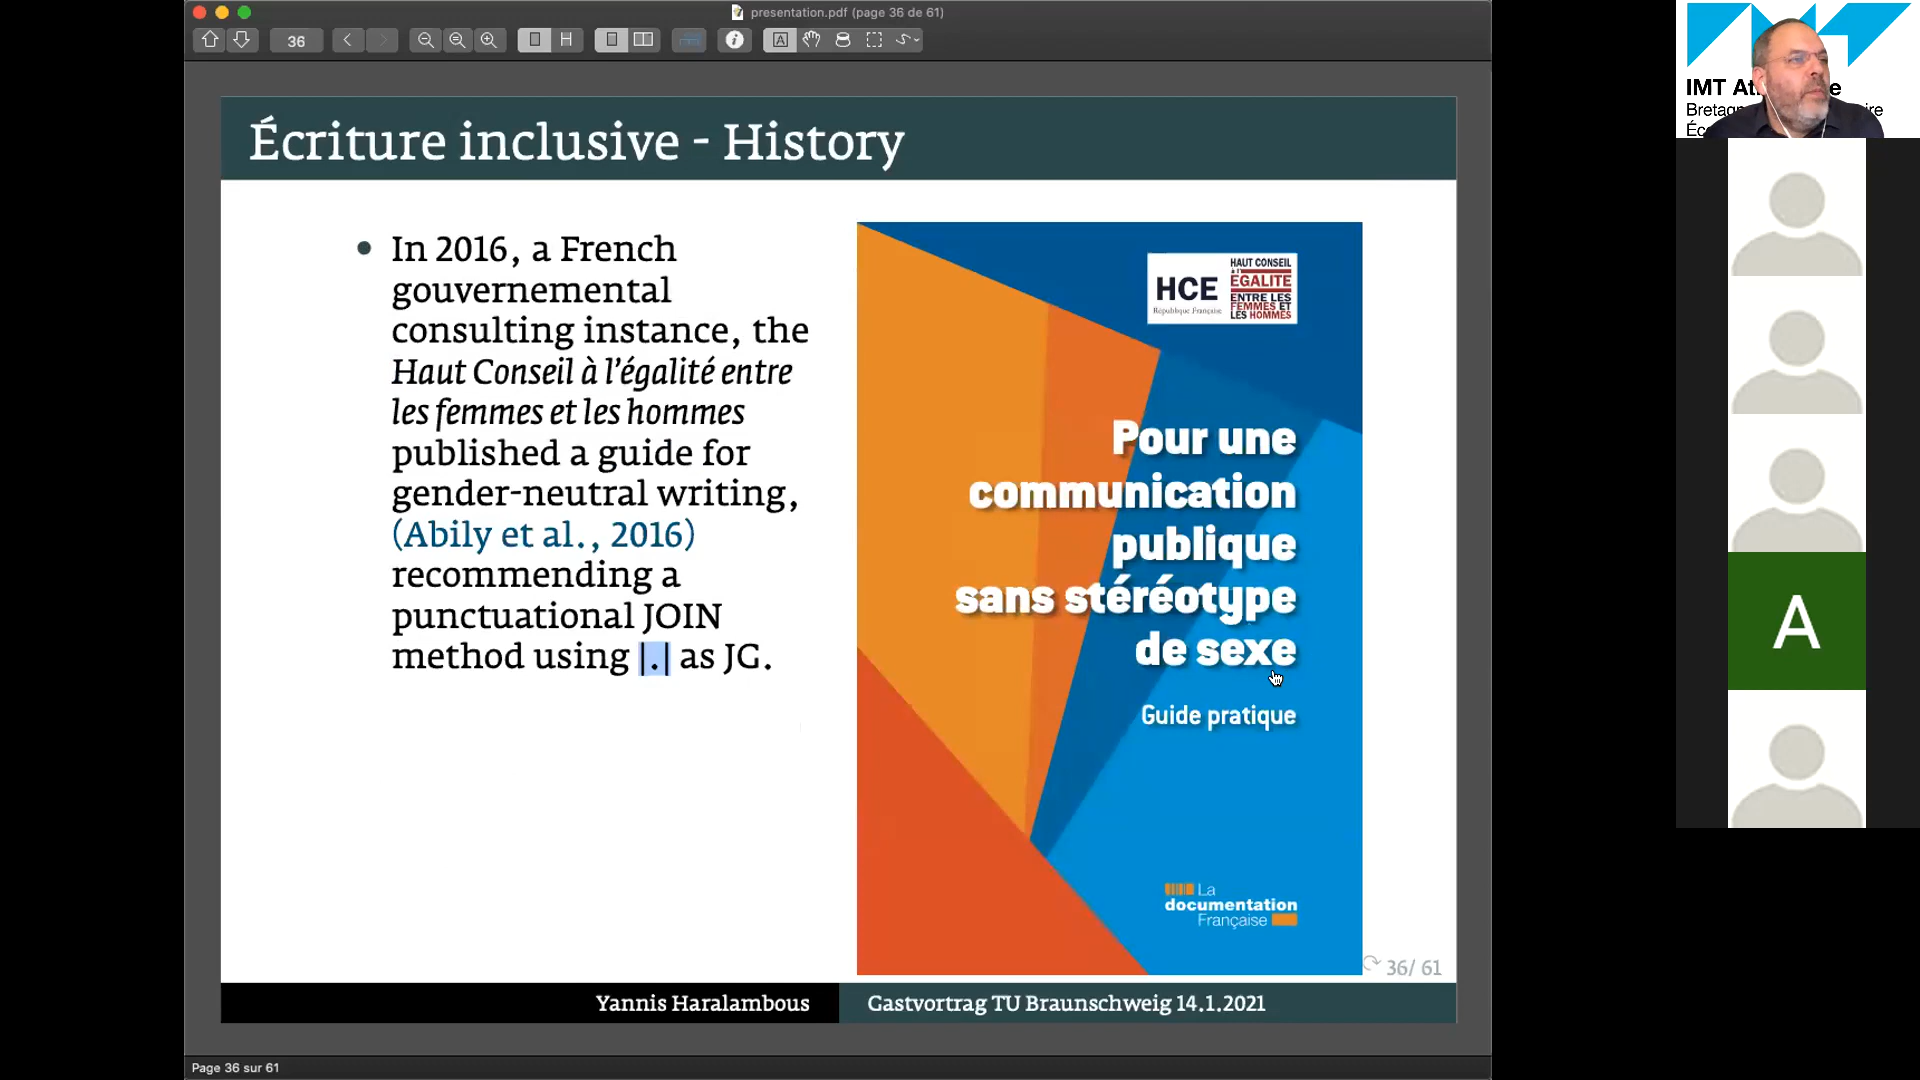 presentation.pdf (page 36 de 61)
36
Écriture inclusive - History
• In 2016, a French
gouvernemental
consulting instance, the
Haut Conseil à l'égalité entre
les femmes et les hommes
published a guide for
gender-neutral writing,
(Abily et al., 2016)
recommending a
punctuational JOIN
method using |.| as JG.
HCE
République Française
HAUT CONSEIL
à l'
ÉGALITÉ
ENTRE LES
FEMMES ET
LES HOMMES
Pour une
communication
publique
sans stéréotype
de sexe
Guide pratique
La
documentation
Française
36/ 61
Yannis Haralambous
Gastvortrag TU Braunschweig 14.1.2021
Page 36 sur 61
IMT
A